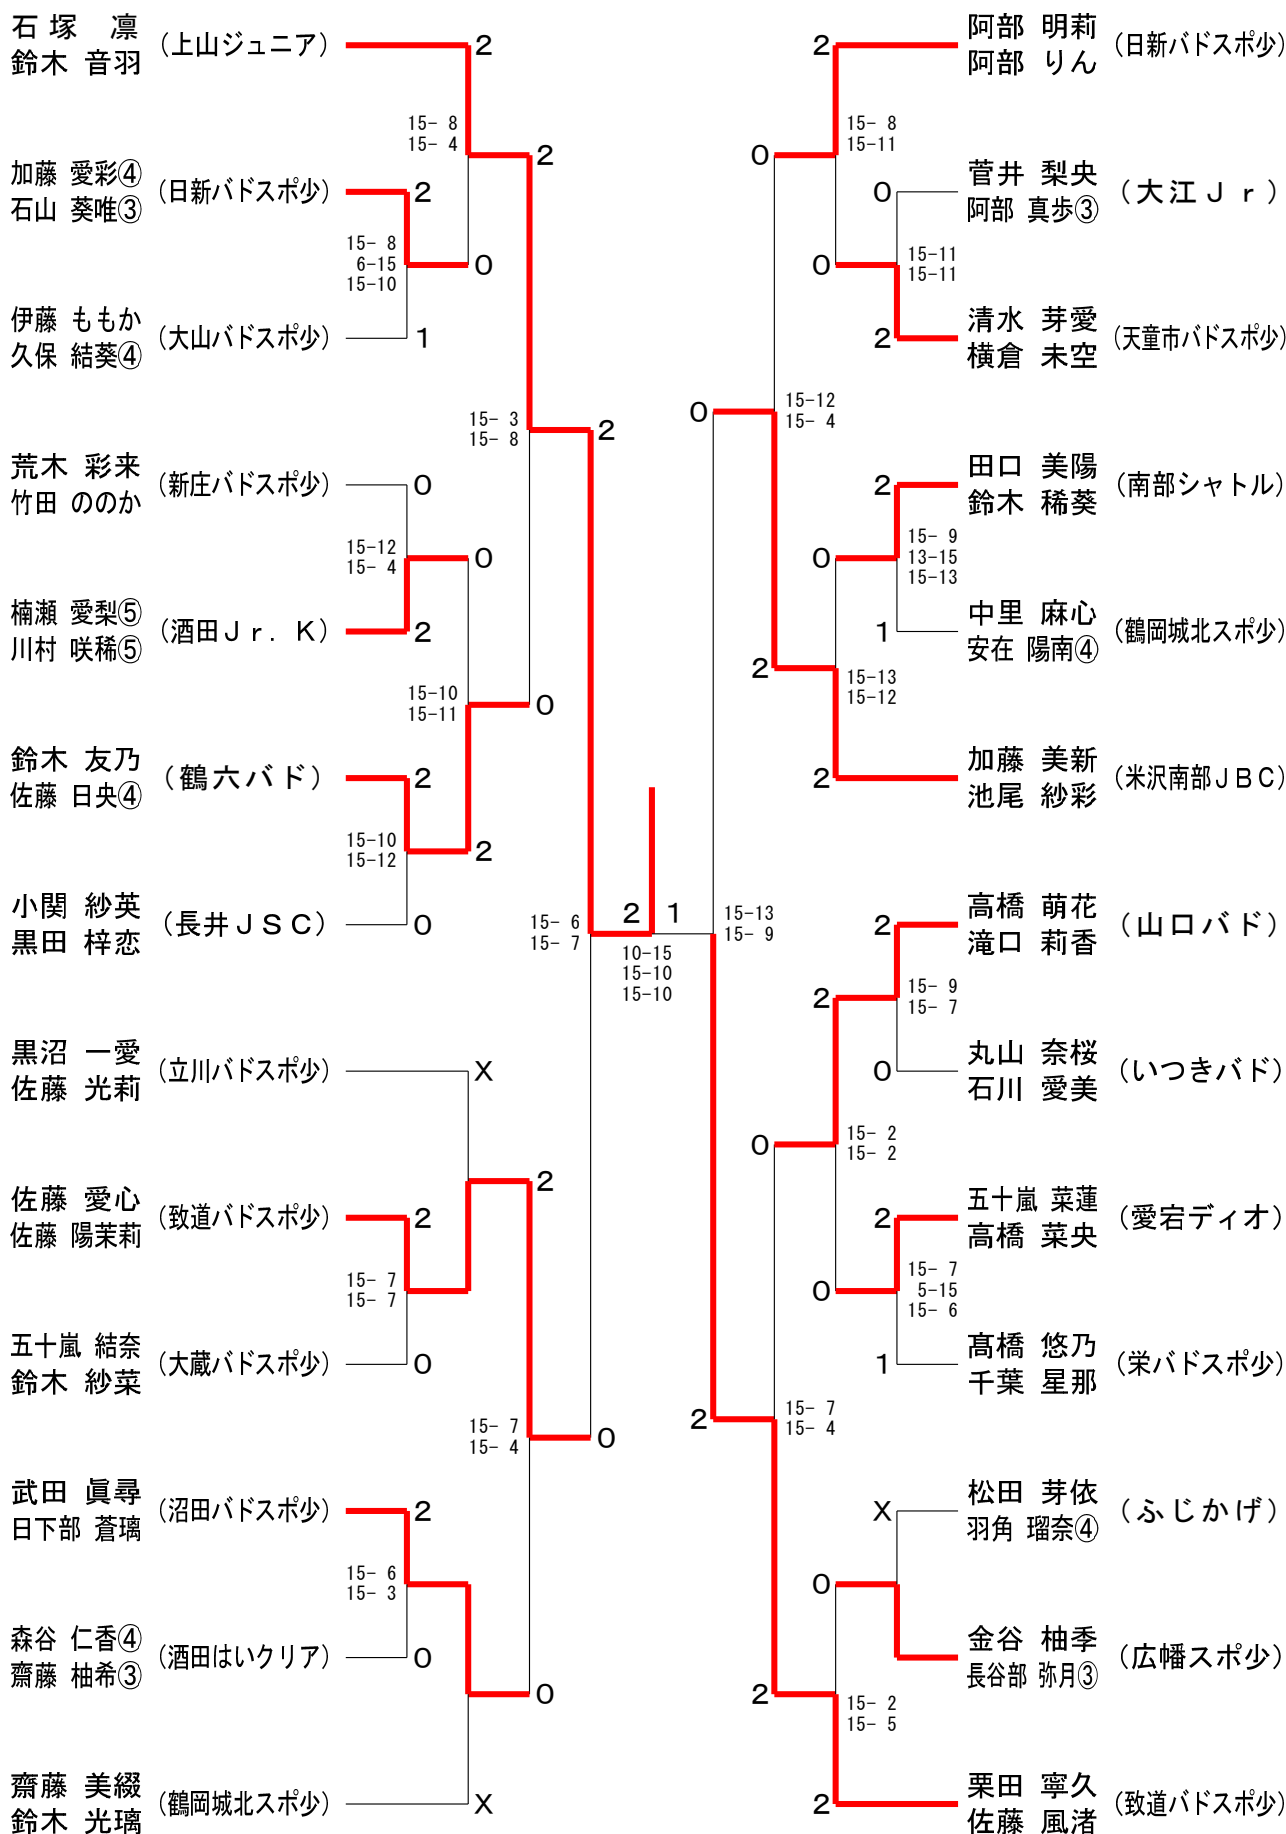 石塚 凛
鈴木 音羽
(上山ジュニア)
2
15- 8
15- 4
2
加藤 愛彩④
石山 葵唯③
(日新バドスポ少)
2
15- 8
6-15
15-10
0
伊藤 ももか
久保 結葵④
(大山バドスポ少)
1
15- 3
15- 8
2
荒木 彩来
竹田 ののか
(新庄バドスポ少)
0
15-12
15- 4
0
楠瀬 愛梨⑤
川村 咲稀⑤
(酒田Jr.K)
2
15-10
15-11
0
鈴木 友乃
佐藤 日央④
(鶴六バド)
2
15-10
15-12
2
小関 紗英
黒田 梓恋
(長井JSC)
0
15- 6
15- 7
2
1
10-15
15-10
15-10
黒沼 一愛
佐藤 光莉
(立川バドスポ少)
X
2
佐藤 愛心
佐藤 陽茉莉
(致道バドスポ少)
2
15- 7
15- 7
五十嵐 結奈
鈴木 紗菜
(大蔵バドスポ少)
0
15- 7
15- 4
0
武田 眞尋
日下部 蒼璃
(沼田バドスポ少)
2
15- 6
15- 3
森谷 仁香④
齋藤 柚希③
(酒田はいクリア)
0
0
齋藤 美綴
鈴木 光璃
(鶴岡城北スポ少)
X
2
阿部 明莉
阿部 りん
(日新バドスポ少)
0
15- 8
15-11
0
菅井 梨央
阿部 真歩③
(大江Jr)
0
15-11
15-11
2
清水 芽愛
横倉 未空
(天童市バドスポ少)
0
15-12
15- 4
2
田口 美陽
鈴木 稀葵
(南部シャトル)
0
15- 9
13-15
15-13
1
中里 麻心
安在 陽南④
(鶴岡城北スポ少)
2
15-13
15-12
2
加藤 美新
池尾 紗彩
(米沢南部JBC)
15-13
15- 9
2
高橋 萌花
滝口 莉香
(山口バド)
2
15- 9
15- 7
0
丸山 奈桜
石川 愛美
(いつきバド)
0
15- 2
15- 2
2
五十嵐 菜蓮
高橋 菜央
(愛宕ディオ)
0
15- 7
5-15
15- 6
1
髙橋 悠乃
千葉 星那
(栄バドスポ少)
2
15- 7
15- 4
X
松田 芽依
羽角 瑠奈④
(ふじかげ)
0
金谷 柚季
長谷部 弥月③
(広幡スポ少)
2
15- 2
15- 5
2
栗田 寧久
佐藤 風渚
(致道バドスポ少)